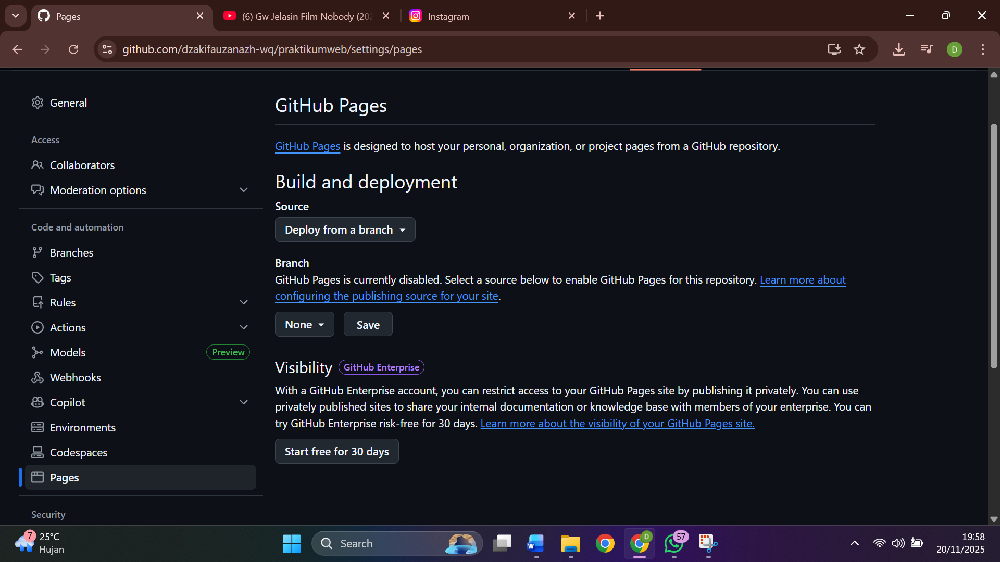 Pages
(6) Gw Jelasin Film Nobody (202
Instagram
github.com/dzakifauzanazh-wq/praktikumweb/settings/pages
D
General
Access
Collaborators
Moderation options
Code and automation
Branches
Tags
Rules
Actions
Models
Preview
Webhooks
Copilot
Environments
Codespaces
Pages
Security
GitHub Pages
GitHub Pages is designed to host your personal, organization, or project pages from a GitHub repository.
Build and deployment
Source
Deploy from a branch
Branch
GitHub Pages is currently disabled. Select a source below to enable GitHub Pages for this repository. Learn more about
configuring the publishing source for your site.
None
Save
Visibility
GitHub Enterprise
With a GitHub Enterprise account, you can restrict access to your GitHub Pages site by publishing it privately. You can use
privately published sites to share your internal documentation or knowledge base with members of your enterprise. You can
try GitHub Enterprise risk-free for 30 days. Learn more about the visibility of your GitHub Pages site.
Start free for 30 days
7
25°C
Hujan
Search
W
D
57
19:58
20/11/2025